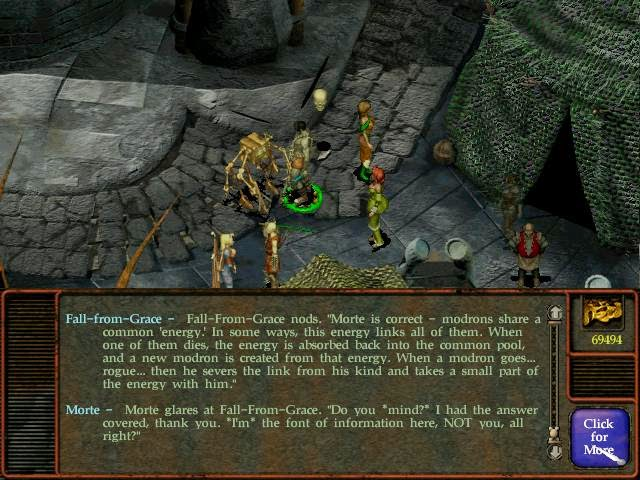 Fall-from-Grace - Fall-From-Grace nods. "Morte is correct - modrons share a
common 'energy.' In some ways, this energy links all of them. When
one of them dies, the energy is absorbed back into the common pool,
and a new modron is created from that energy. When a modron goes...
rogue... then he severs the link from his kind and takes a small part of
the energy with him."
Morte - Morte glares at Fall-From-Grace. "Do you *mind?* I had the answer
covered, thank you. *I'm* the font of information here, NOT you, all
right?"
69494
Click
for
More